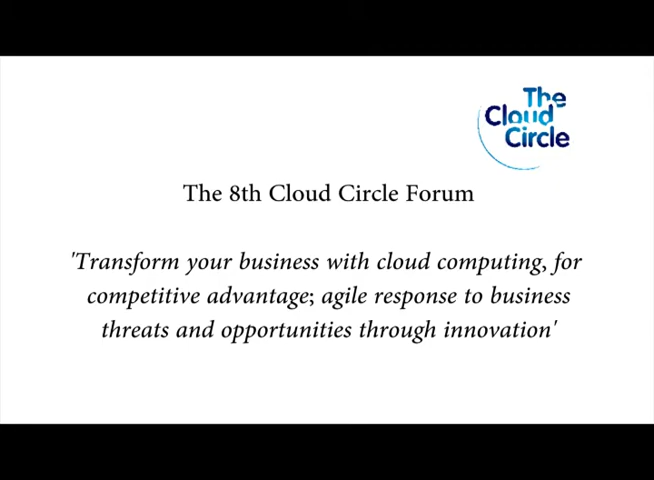 The
Cloud
Circle
The 8th Cloud Circle Forum
'Transform your business with cloud computing, for
competitive advantage; agile response to business
threats and opportunities through innovation'